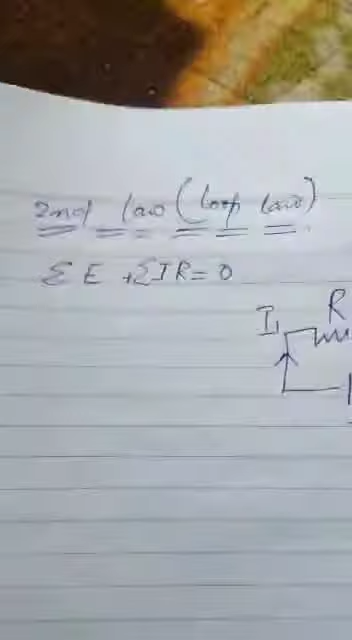 2nd law (loop law)
ΣE + ΣIR = 0
I₁ R